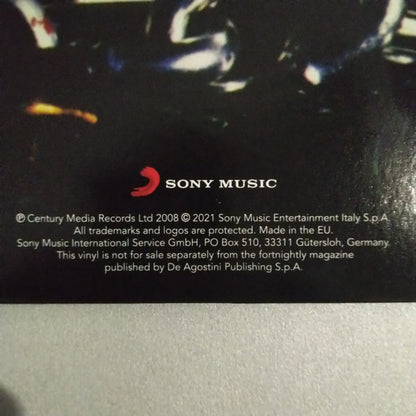 SONY MUSIC
℗ Century Media Records Ltd 2008 © 2021 Sony Music Entertainment Italy S.p.A.
All trademarks and logos are protected. Made in the EU.
Sony Music International Service GmbH, PO Box 510, 33311 Gütersloh, Germany.
This vinyl is not for sale separately from the fortnightly magazine
published by De Agostini Publishing S.p.A.